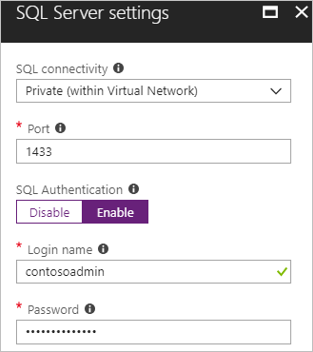 SQL Server settings
SQL connectivity
Private (within Virtual Network)
* Port
1433
SQL Authentication
Disable Enable
* Login name
contosoadmin
* Password
••••••••••••••